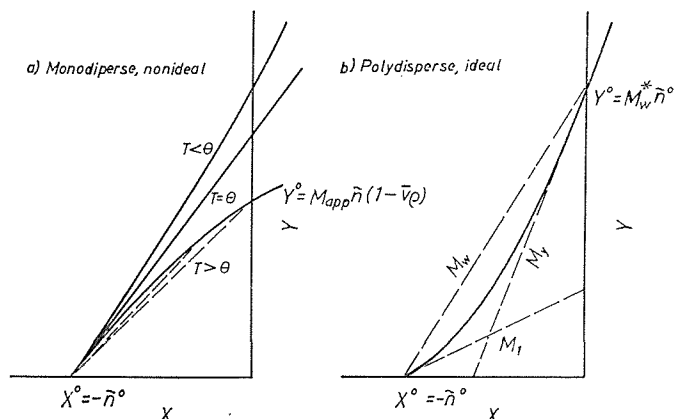 a) Monodiperse, nonideal
T<θ
T=θ
T>θ
Y°=M_app ñ(1-v̄ρ)
Y
X°=-ñ°
X
b) Polydisperse, ideal
Y°=M_w^* ñ°
M_w
M_y
M_1
Y
X°=-ñ°
X